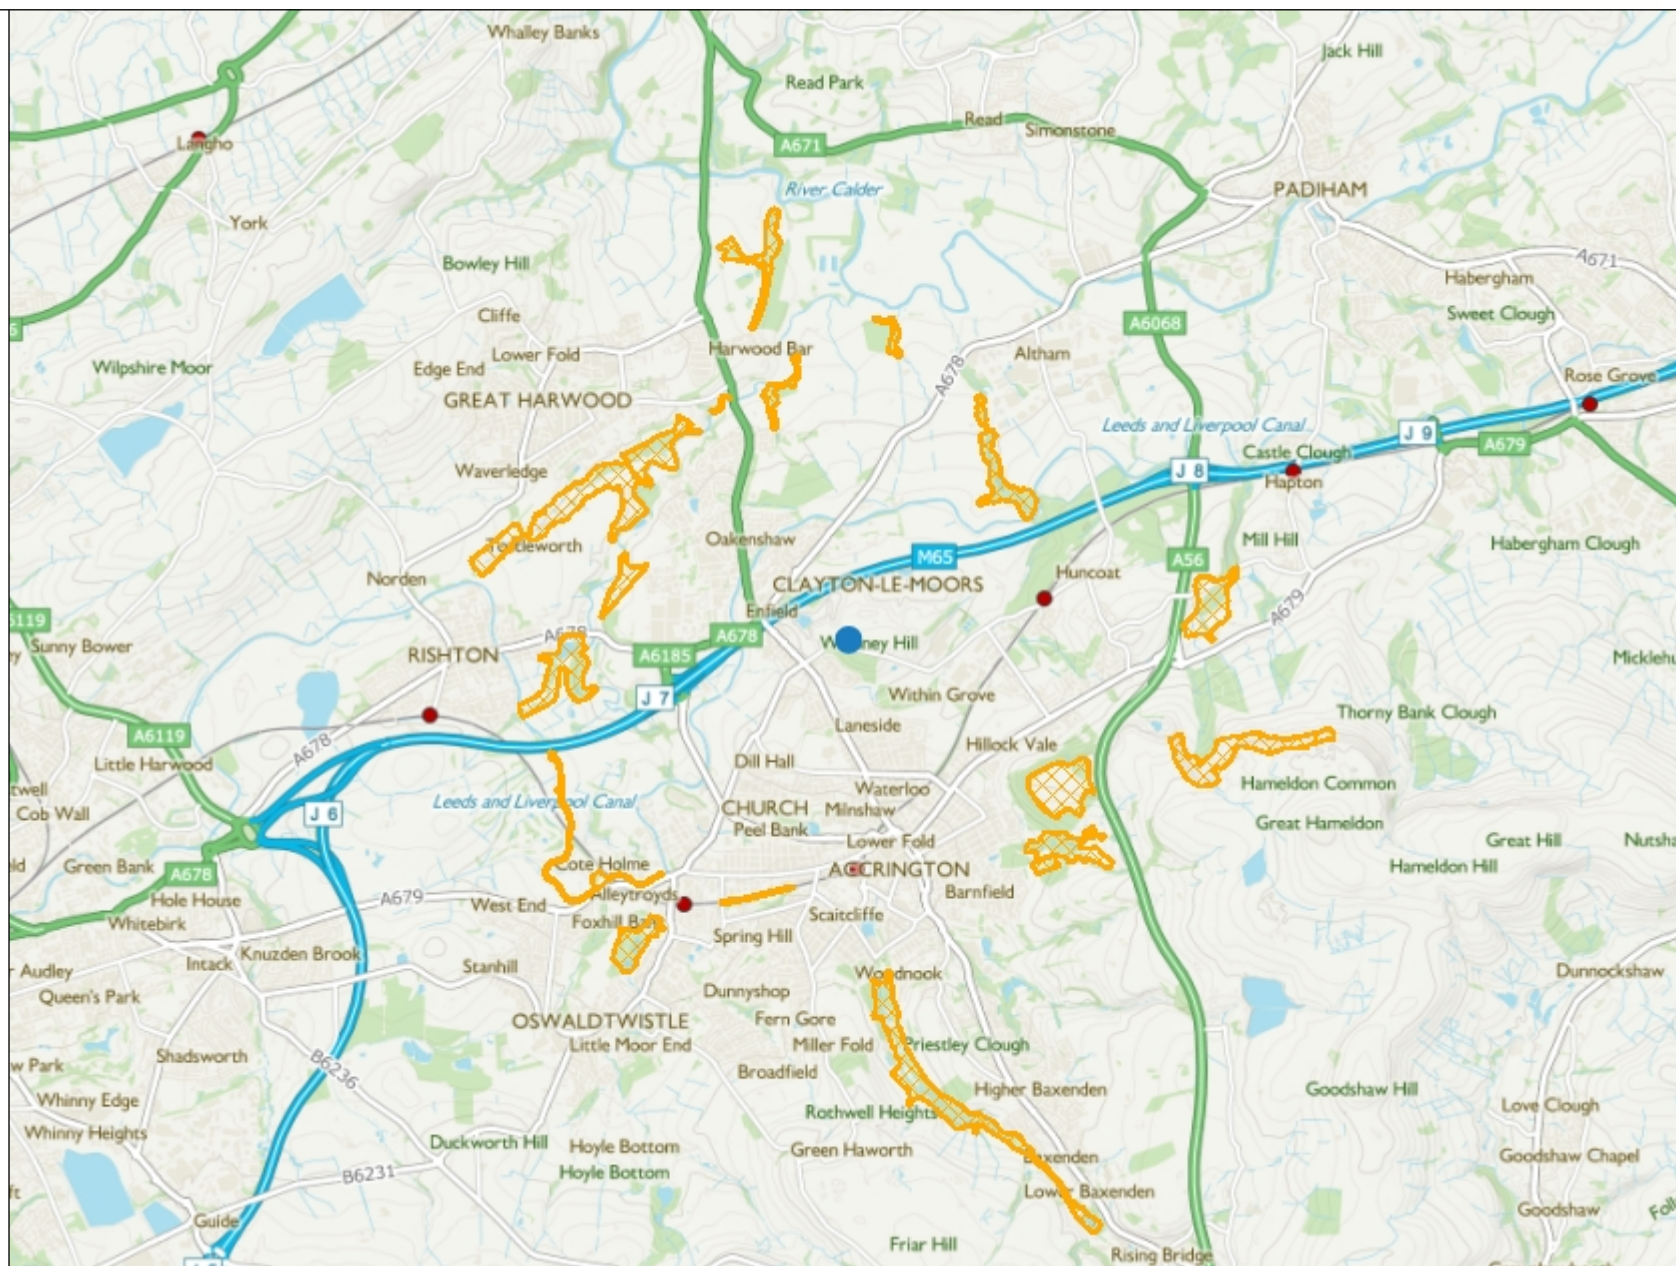 Whalley Banks
Jack Hill
Read Park
Read
Simonstone
A671
Langho
River Calder
PADIHAM
York
Bowley Hill
A671
Habergham
Cliffe
Sweet Clough
A6068
Lower Fold
Harwood Bar
Altham
Wilpshire Moor
Edge End
A678
Rose Grove
GREAT HARWOOD
Leeds and Liverpool Canal
J 9
A679
Castle Clough
Waverledge
J 8
Hapton
Oakenshaw
Mill Hill
Habergham Clough
M65
A56
Norden
CLAYTON-LE-MOORS
Huncoat
Enfield
A679
A678
A678
Sunny Bower
RISHTON
A6185
Hill
J 7
Within Grove
Thorny Bank Clough
A6119
Laneside
A678
Hillock Vale
Little Harwood
Dill Hall
Hameldon Common
Waterloo
Cob Wall
J 6
Leeds and Liverpool Canal
CHURCH
Milnshaw
Great Hameldon
Peel Bank
Lower Fold
Great Hill
Green Bank
Cote Holme
ACCRINGTON
Hameldon Hill
A678
Alleytroyds
Barnfield
Hole House
A679
West End
Whitebirk
Scaitcliffe
Spring Hill
Knuzden Brook
Intack
Stanhill
Audley
Woodnook
Dunnockshaw
Queen's Park
Dunnyshop
OSWALDTWISTLE
Fern Gore
Little Moor End
Miller Fold
Priestley Clough
Shadsworth
w Park
B6236
Broadfield
Higher Baxenden
Goodshaw Hill
Whinny Edge
Rothwell Heights
Love Clough
Whinny Heights
Duckworth Hill
Hoyle Bottom
Green Haworth
Baxenden
Goodshaw Chapel
Hoyle Bottom
B6231
Lower Baxenden
Guide
Goodshaw
Friar Hill
Rising Bridge